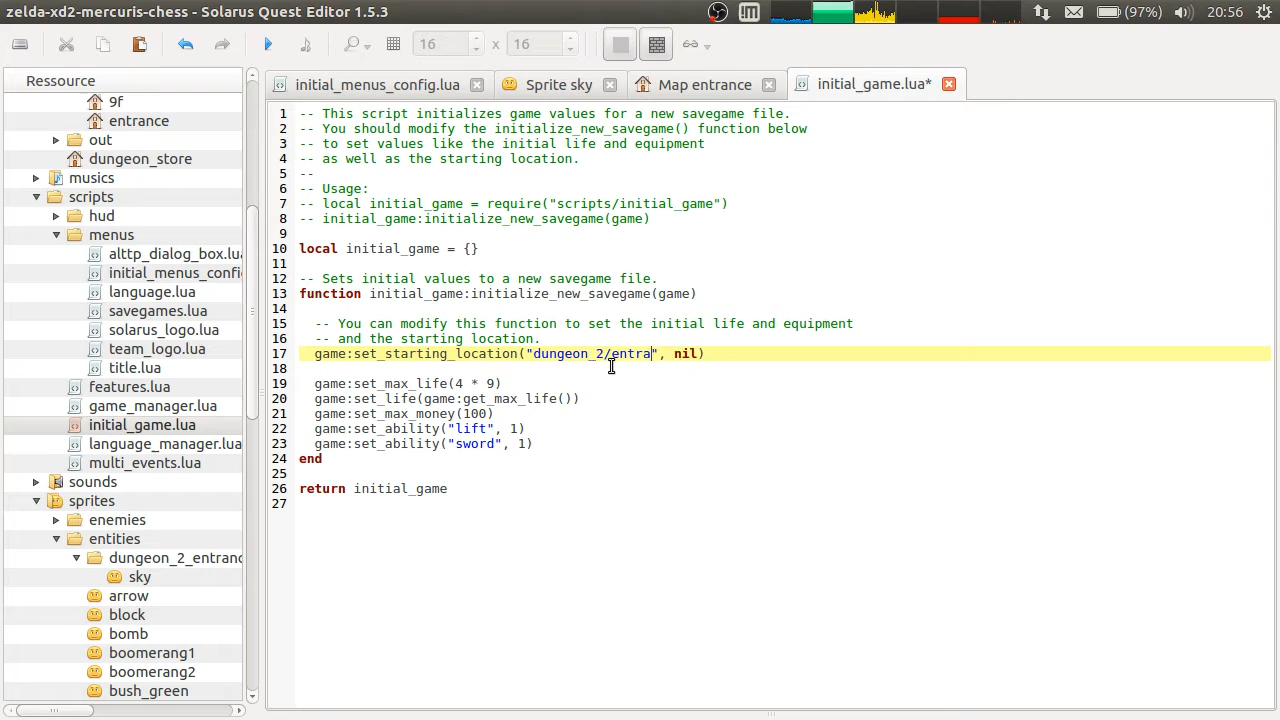 zelda-xd2-mercuris-chess - Solarus Quest Editor 1.5.3
(97%)
20:56
16 x 16
Ressource
9f
entrance
out
dungeon_store
musics
scripts
hud
menus
alttp_dialog_box.lua
initial_menus_config
language.lua
savegames.lua
solarus_logo.lua
team_logo.lua
title.lua
features.lua
game_manager.lua
initial_game.lua
language_manager.lua
multi_events.lua
sounds
sprites
enemies
entities
dungeon_2_entranc
sky
arrow
block
bomb
boomerang1
boomerang2
bush_green
initial_menus_config.lua
Sprite sky
Map entrance
initial_game.lua*
1 -- This script initializes game values for a new savegame file.
2 -- You should modify the initialize_new_savegame() function below
3 -- to set values like the initial life and equipment
4 -- as well as the starting location.
5 --
6 -- Usage:
7 -- local initial_game = require("scripts/initial_game")
8 -- initial_game:initialize_new_savegame(game)
9
10 local initial_game = {}
11
12 -- Sets initial values to a new savegame file.
13 function initial_game:initialize_new_savegame(game)
14
15 -- You can modify this function to set the initial life and equipment
16 -- and the starting location.
17 game:set_starting_location("dungeon_2/entra", nil)
18
19 game:set_max_life(4 * 9)
20 game:set_life(game:get_max_life())
21 game:set_max_money(100)
22 game:set_ability("lift", 1)
23 game:set_ability("sword", 1)
24 end
25
26 return initial_game
27